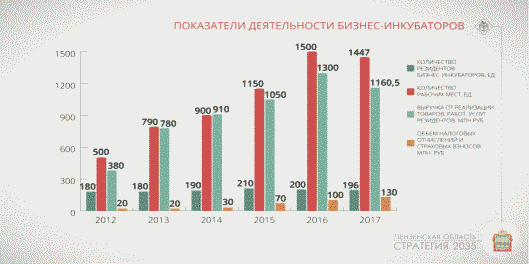 ПОКАЗАТЕЛИ ДЕЯТЕЛЬНОСТИ БИЗНЕС-ИНКУБАТОРОВ
1500
1200
900
600
300
0
180 500 380 20
180 790 780 20
190 900 910 30
210 1150 1050 70
200 1500 1300 100
196 1447 1160,5 130
2012 2013 2014 2015 2016 2017
КОЛИЧЕСТВО
РЕЗИДЕНТОВ
БИЗНЕС ИНКУБАТОРОВ, ЕД
КОЛИЧЕСТВО
РАБОЧИХ МЕСТ, ЕД
ВЫРУЧКА ОТ РЕАЛИЗАЦИИ
ТОВАРОВ, РАБОТ, УСЛУГ
РЕЗИДЕНТОВ, МЛН РУБ
ОБЪЕМ НАЛОГОВЫХ
ОТЧИСЛЕНИЙ И
СТРАХОВЫХ ВЗНОСОВ
МЛН РУБ
ПЕНЗЕНСКАЯ ОБЛАСТЬ
СТРАТЕГИЯ 2035